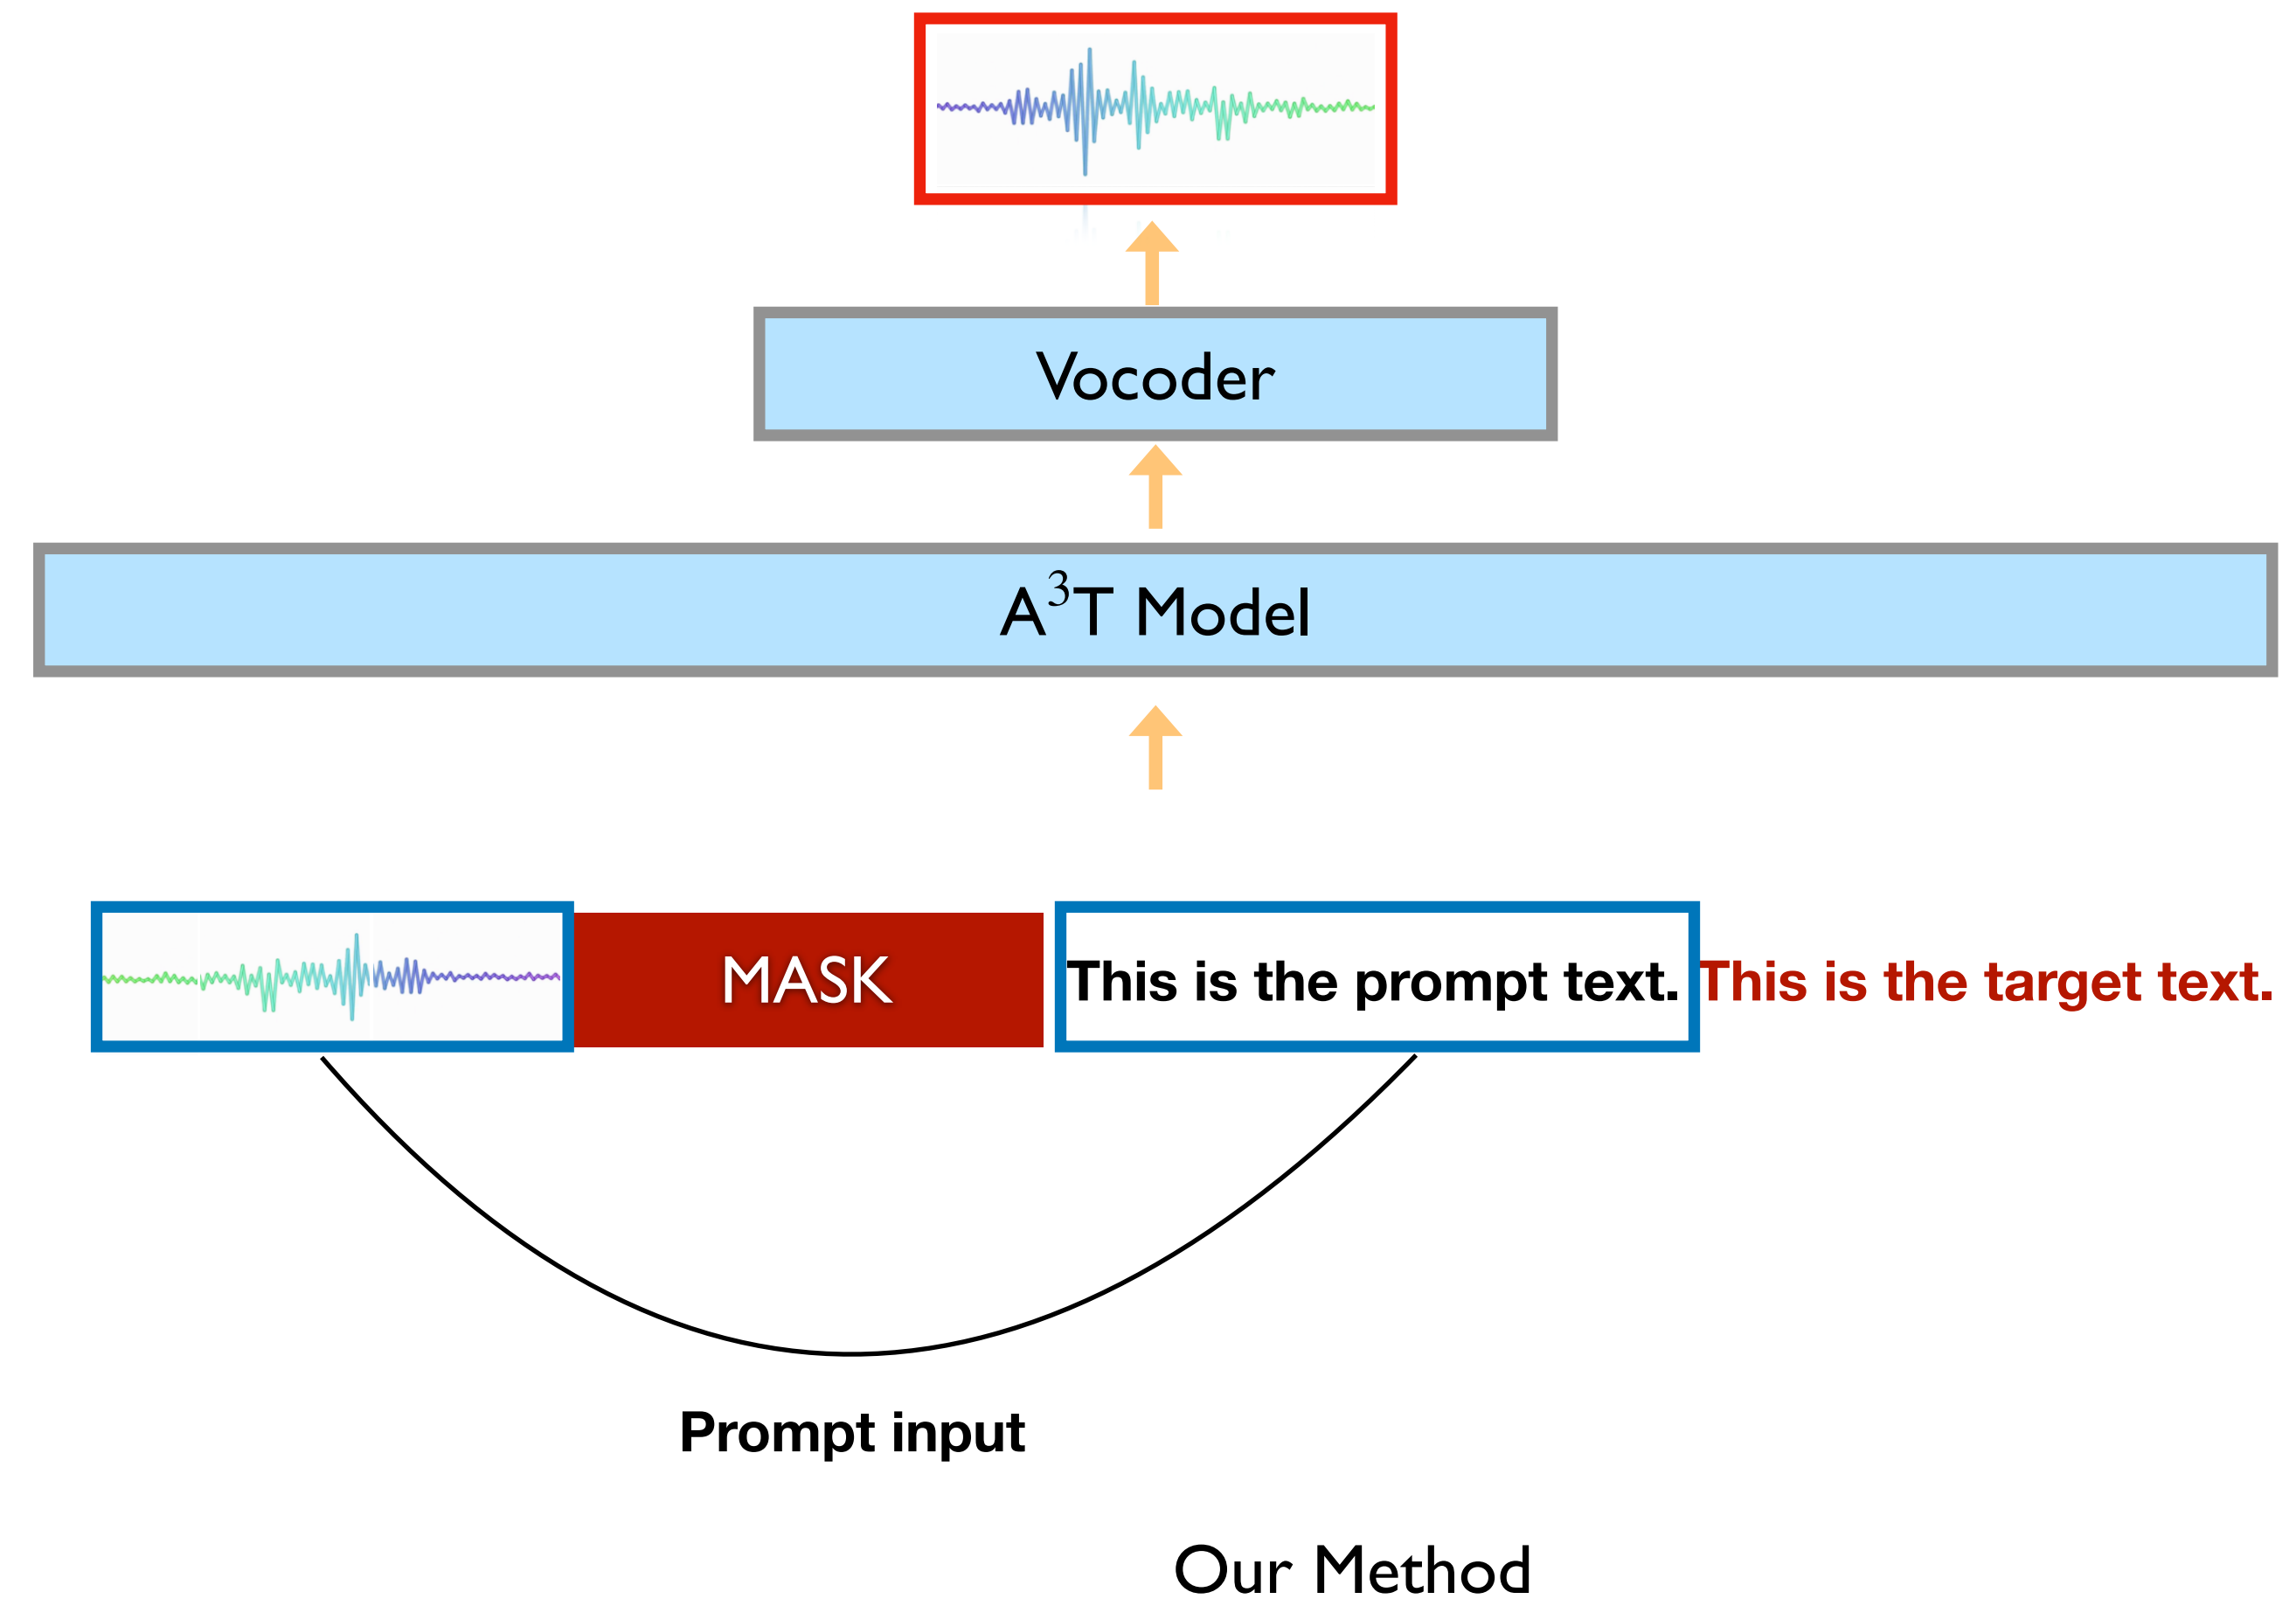 Vocoder
A³T Model
MASK
This is the prompt text. This is the target text.
Prompt input
Our Method